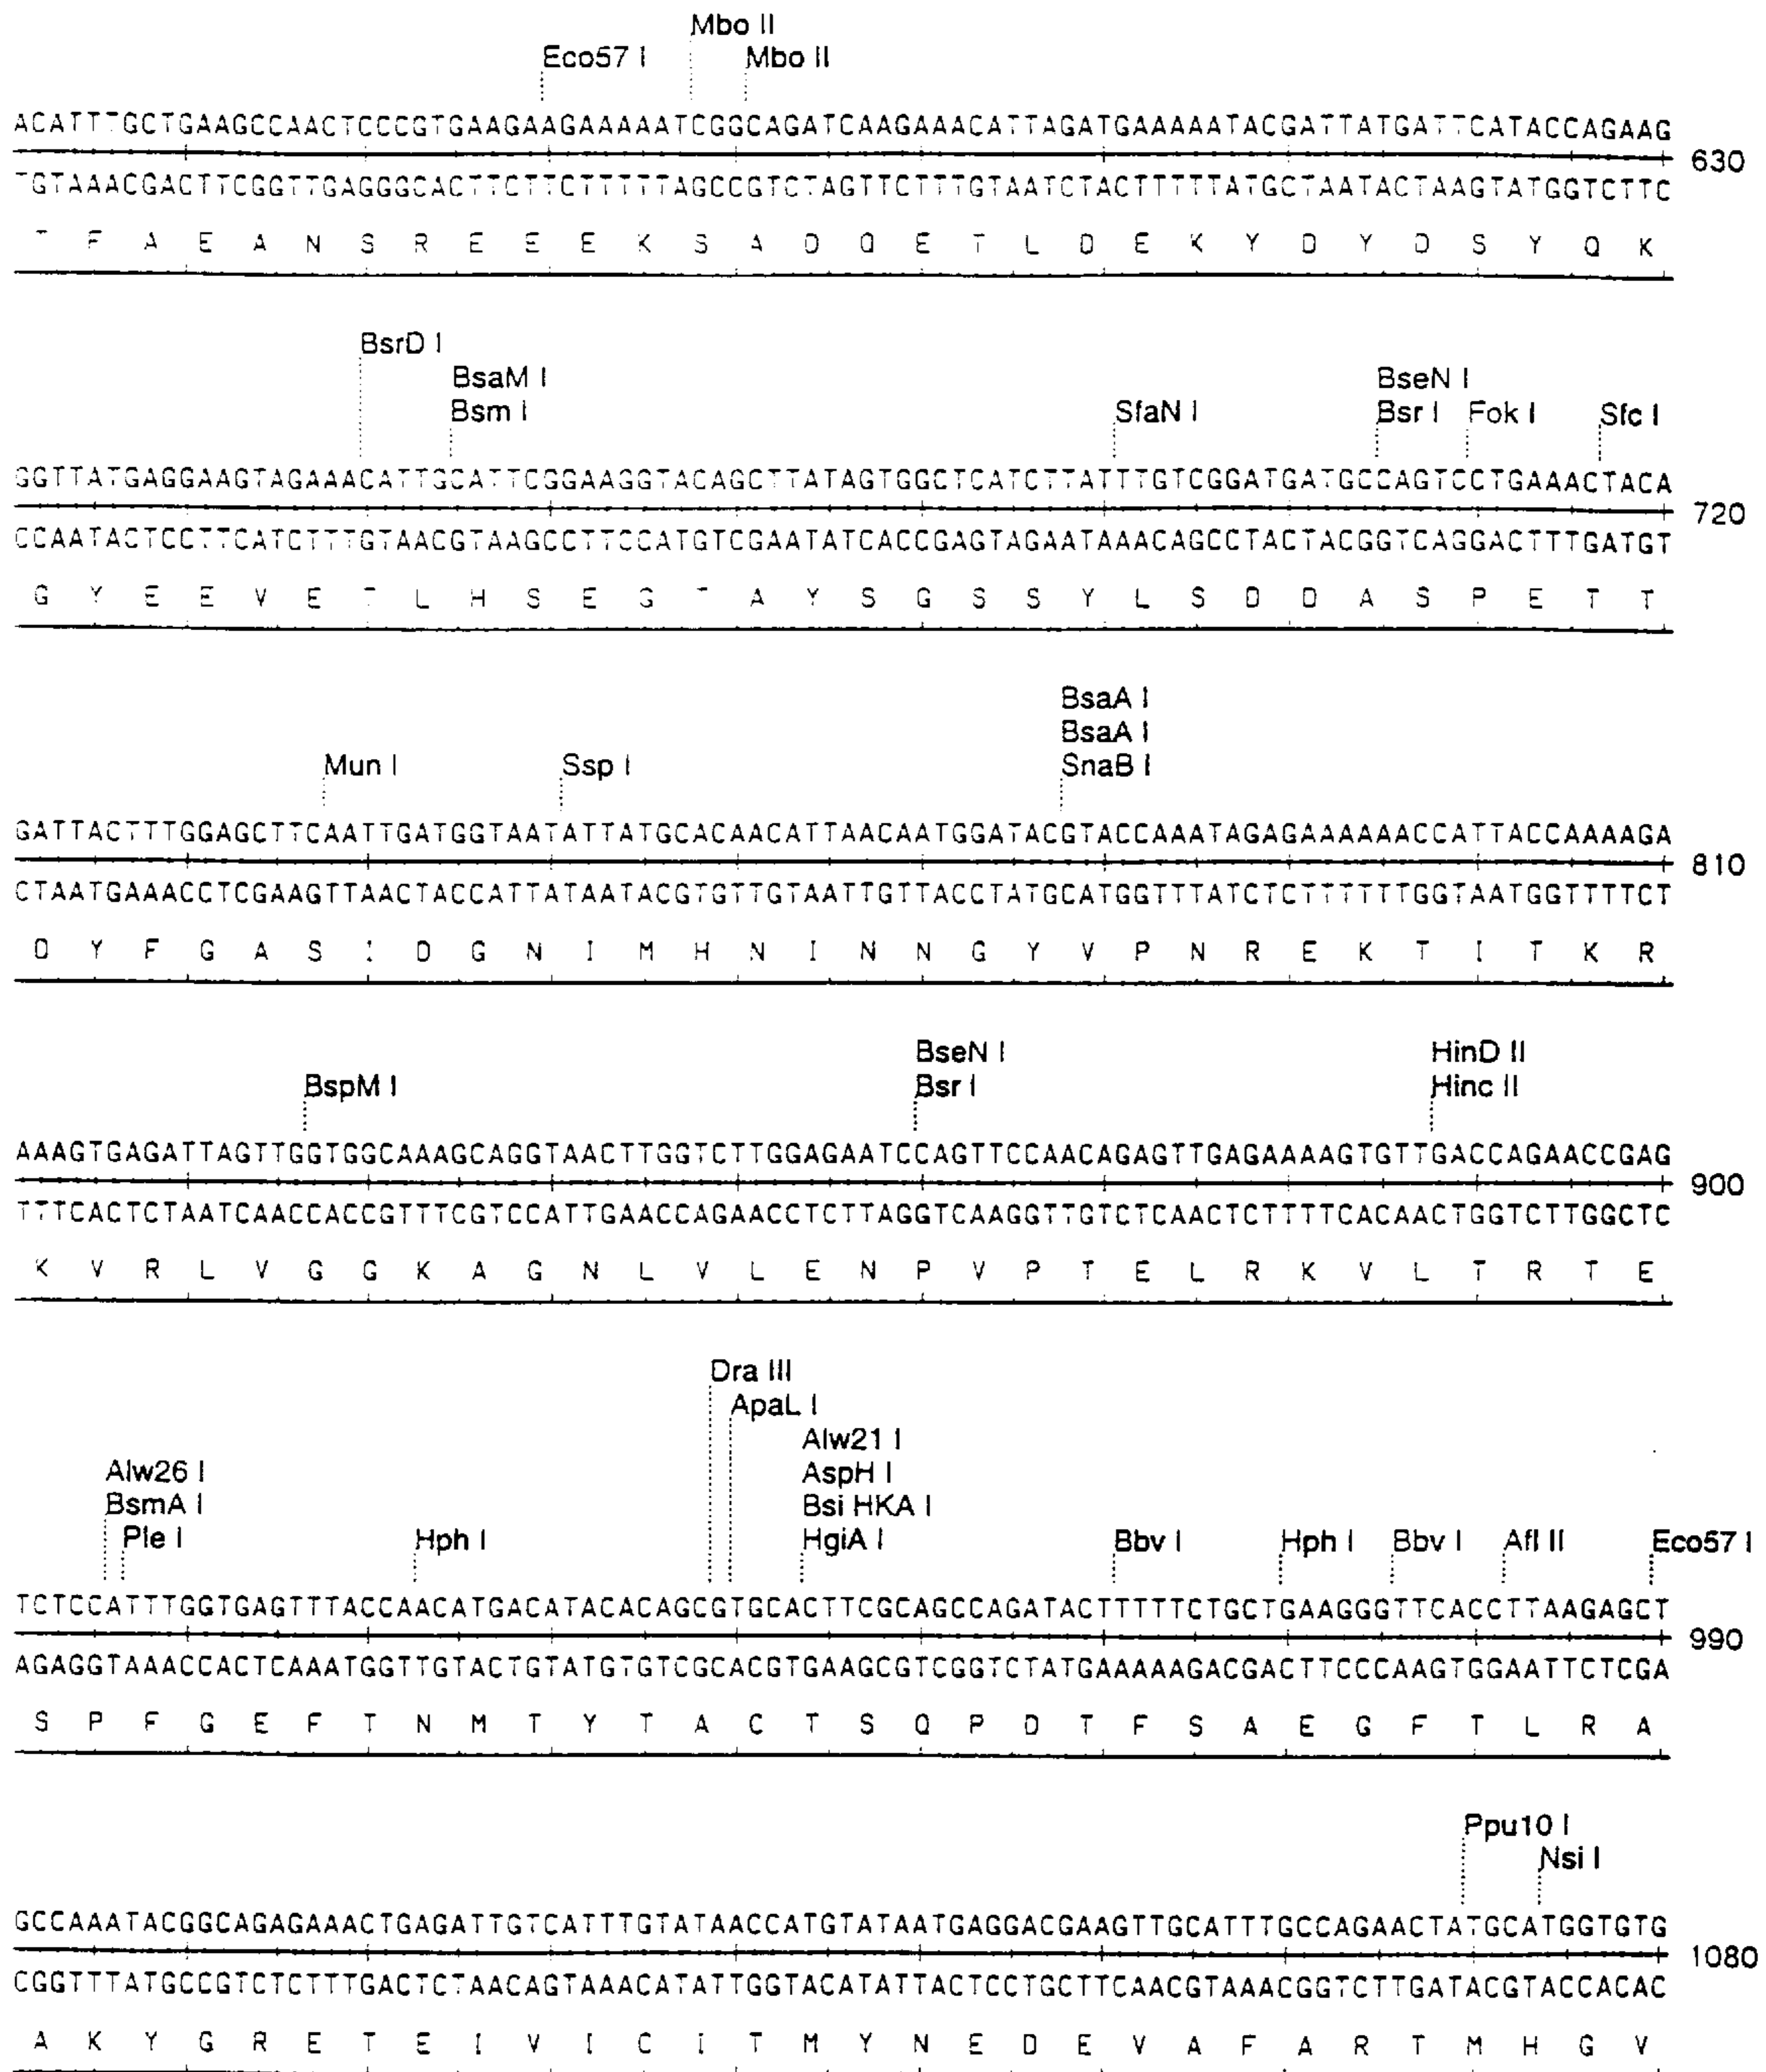 Mbo II
Eco57 I Mbo II
ACATTTGCTGAAGCCAACTCCCGTGAAGAAGAAAAATCGGCAGATCAAGAAACATTAGATGAAAAATACGATTATGATTCATACCAGAAG
630
TGTAAACGACTTCGGTTGAGGGCACTTCTTCTTTTTAGCCGTCTAGTTCTTTGTAATCTACTTTTTATGCTAATACTAAGTATGGTCTTC
T F A E A N S R E E E K S A D Q E T L D E K Y D Y D S Y Q K
BsrD I
BsaM I BseN I
Bsm I SfaN I Bsr I Fok I Sfc I
GGTTATGAGGAAGTAGAAACATTGCATTCGGAAGGTACAGCTTATAGTGGCTCATCTTATTTGTCGGATGATGCCAGTCCTGAAACTACA
720
CCAATACTCCTTCATCTTTGTAACGTAAGCCTTCCATGTCGAATATCACCGAGTAGAATAAACAGCCTACTACGGTCAGGACTTTGATGT
G Y E E V E T L H S E G T A Y S G S S Y L S D D A S P E T T
BsaA I
BsaA I
Mun I Ssp I SnaB I
GATTACTTTGGAGCTTCAATTGATGGTAATATTATGCACAACATTAACAATGGATACGTACCAAATAGAGAAAAAACCATTACCAAAAGA
810
CTAATGAAACCTCGAAGTTAACTACCATTATAATACGTGTTGTAATTGTTACCTATGCATGGTTTATCTCTTTTTTGGTAATGGTTTTCT
D Y F G A S I D G N I M H N I N N G Y V P N R E K T I T K R
BseN I HinD II
BspM I Bsr I Hinc II
AAAGTGAGATTAGTTGGTGGCAAAGCAGGTAACTTGGTCTTGGAGAATCCAGTTCCAACAGAGTTGAGAAAAGTGTTGACCAGAACCGAG
900
TTTCACTCTAATCAACCACCGTTTCGTCCATTGAACCAGAACCTCTTAGGTCAAGGTTGTCTCAACTCTTTTCACAACTGGTCTTGGCTC
K V R L V G G K A G N L V L E N P V P T E L R K V L T R T E
Dra III
ApaL I
Alw21 I
Alw26 I AspH I
BsmA I Bsi HKA I
Ple I Hph I HgiA I Bbv I Hph I Bbv I Afl II Eco57 I
TCTCCATTTGGTGAGTTTACCAACATGACATACACAGCGTGCACTTCGCAGCCAGATACTTTTTCTGCTGAAGGGTTCACCTTAAGAGCT
990
AGAGGTAAACCACTCAAATGGTTGTACTGTATGTGTCGCACGTGAAGCGTCGGTCTATGAAAAAGACGACTTCCCAAGTGGAATTCTCGA
S P F G E F T N M T Y T A C T S Q P D T F S A E G F T L R A
Ppu10 I
Nsi I
GCCAAATACGGCAGAGAAACTGAGATTGTCATTTGTATAACCATGTATAATGAGGACGAAGTTGCATTTGCCAGAACTATGCATGGTGTG
1080
CGGTTTATGCCGTCTCTTTGACTCTAACAGTAAACATATTGGTACATATTACTCCTGCTTCAACGTAAACGGTCTTGATACGTACCACAC
A K Y G R E T E I V I C I T M Y N E D E V A F A R T M H G V